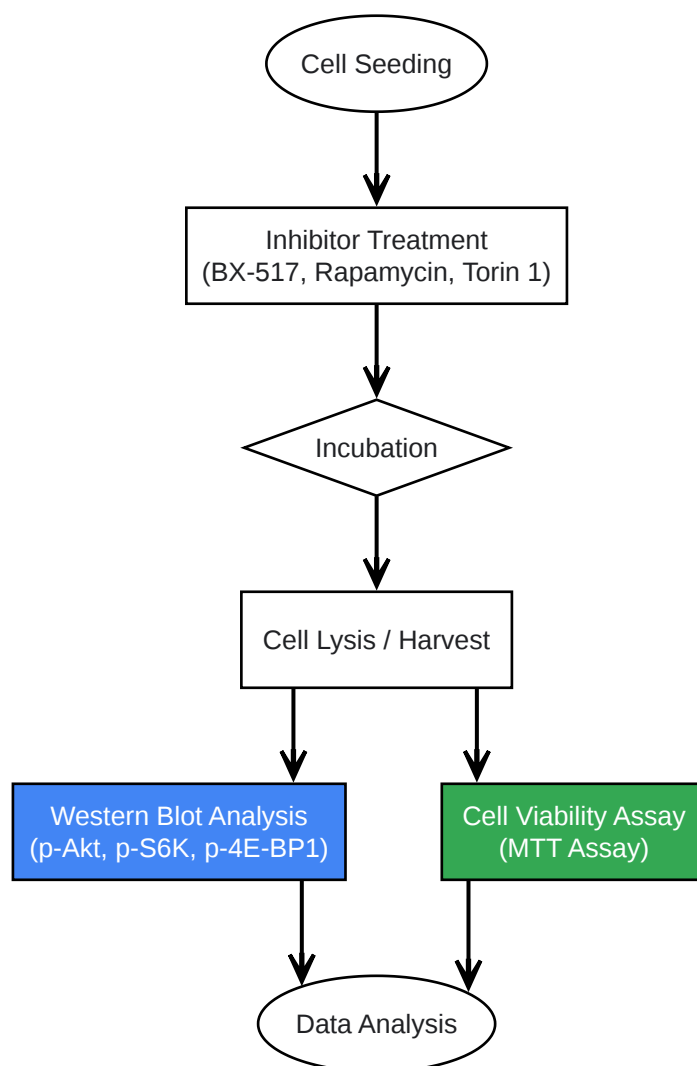 Cell Seeding
Inhibitor Treatment
(BX-517, Rapamycin, Torin 1)
Incubation
Cell Lysis / Harvest
Western Blot Analysis
(p-Akt, p-S6K, p-4E-BP1)
Cell Viability Assay
(MTT Assay)
Data Analysis